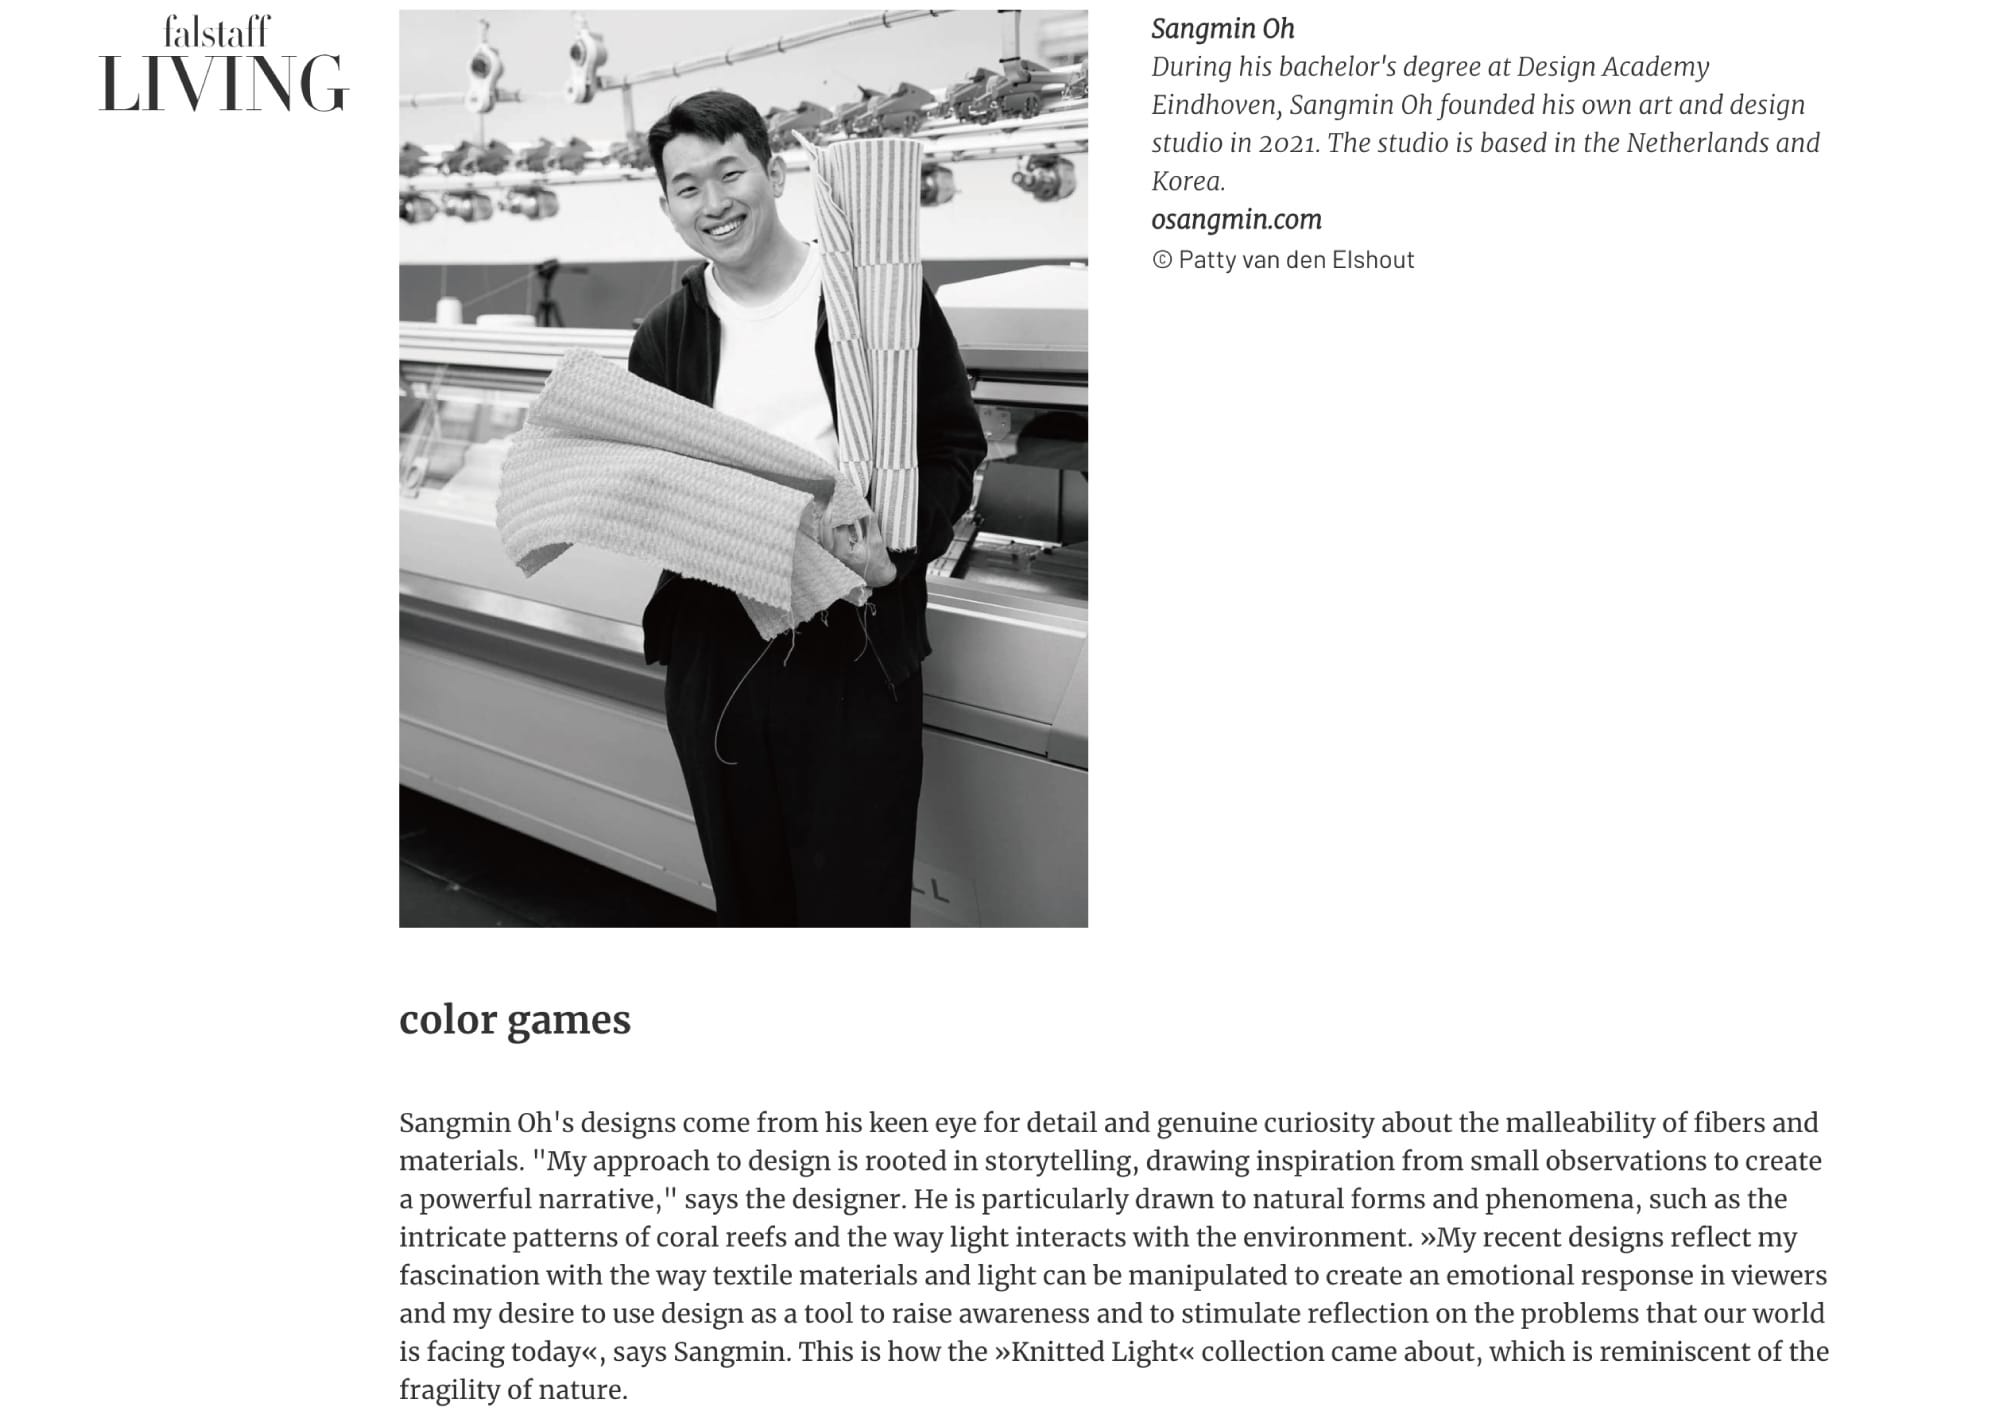 falstaff
LIVING
Sangmin Oh
During his bachelor's degree at Design Academy
Eindhoven, Sangmin Oh founded his own art and design
studio in 2021. The studio is based in the Netherlands and
Korea.
osangmin.com
© Patty van den Elshout
LL
color games
Sangmin Oh's designs come from his keen eye for detail and genuine curiosity about the malleability of fibers and
materials. "My approach to design is rooted in storytelling, drawing inspiration from small observations to create
a powerful narrative," says the designer. He is particularly drawn to natural forms and phenomena, such as the
intricate patterns of coral reefs and the way light interacts with the environment. »My recent designs reflect my
fascination with the way textile materials and light can be manipulated to create an emotional response in viewers
and my desire to use design as a tool to raise awareness and to stimulate reflection on the problems that our world
is facing today«, says Sangmin. This is how the »Knitted Light« collection came about, which is reminiscent of the
fragility of nature.